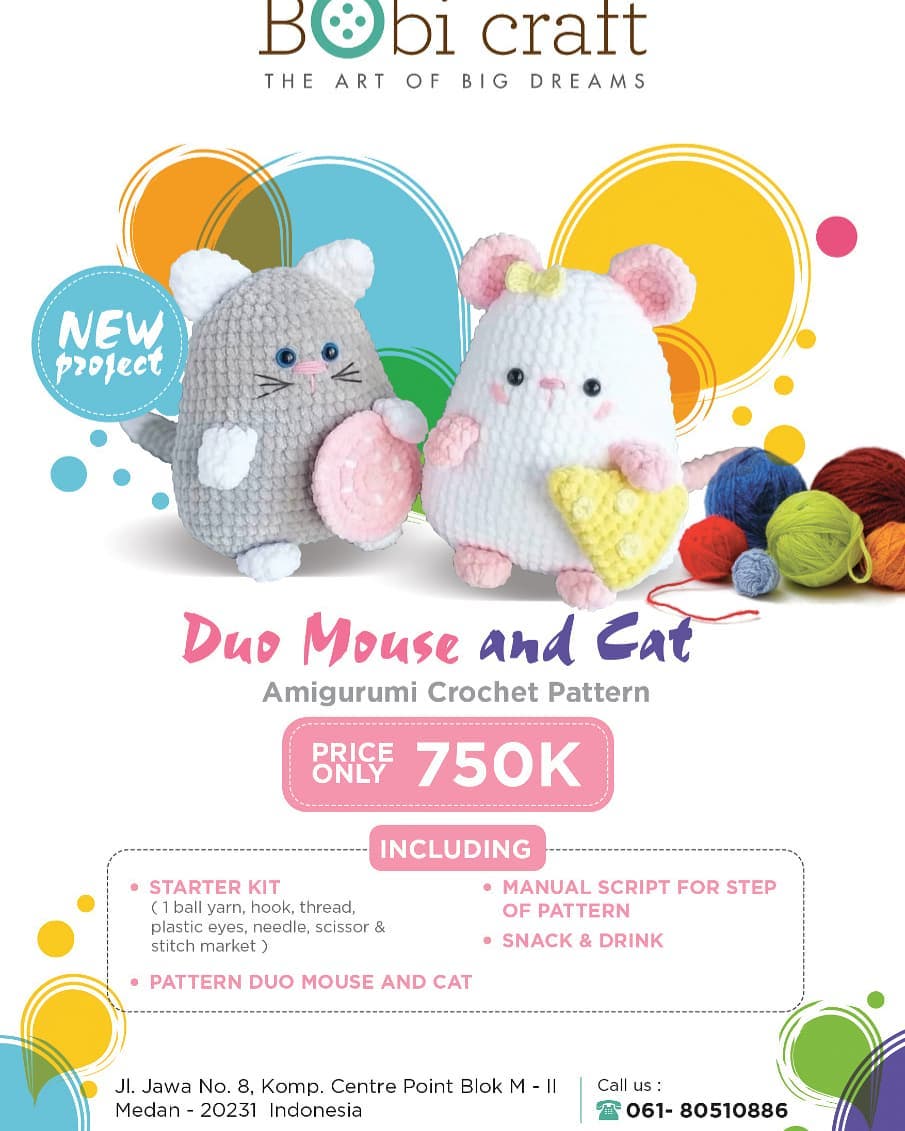 Bobi craft
THE ART OF BIG DREAMS
NEW
project
Duo Mouse and Cat
Amigurumi Crochet Pattern
PRICE
ONLY
750K
INCLUDING
• STARTER KIT
( 1 ball yarn, hook, thread,
plastic eyes, needle, scissor &
stitch market )
• PATTERN DUO MOUSE AND CAT
• MANUAL SCRIPT FOR STEP
OF PATTERN
• SNACK & DRINK
Jl. Jawa No. 8, Komp. Centre Point Blok M - II
Medan - 20231 Indonesia
Call us :
061- 80510886